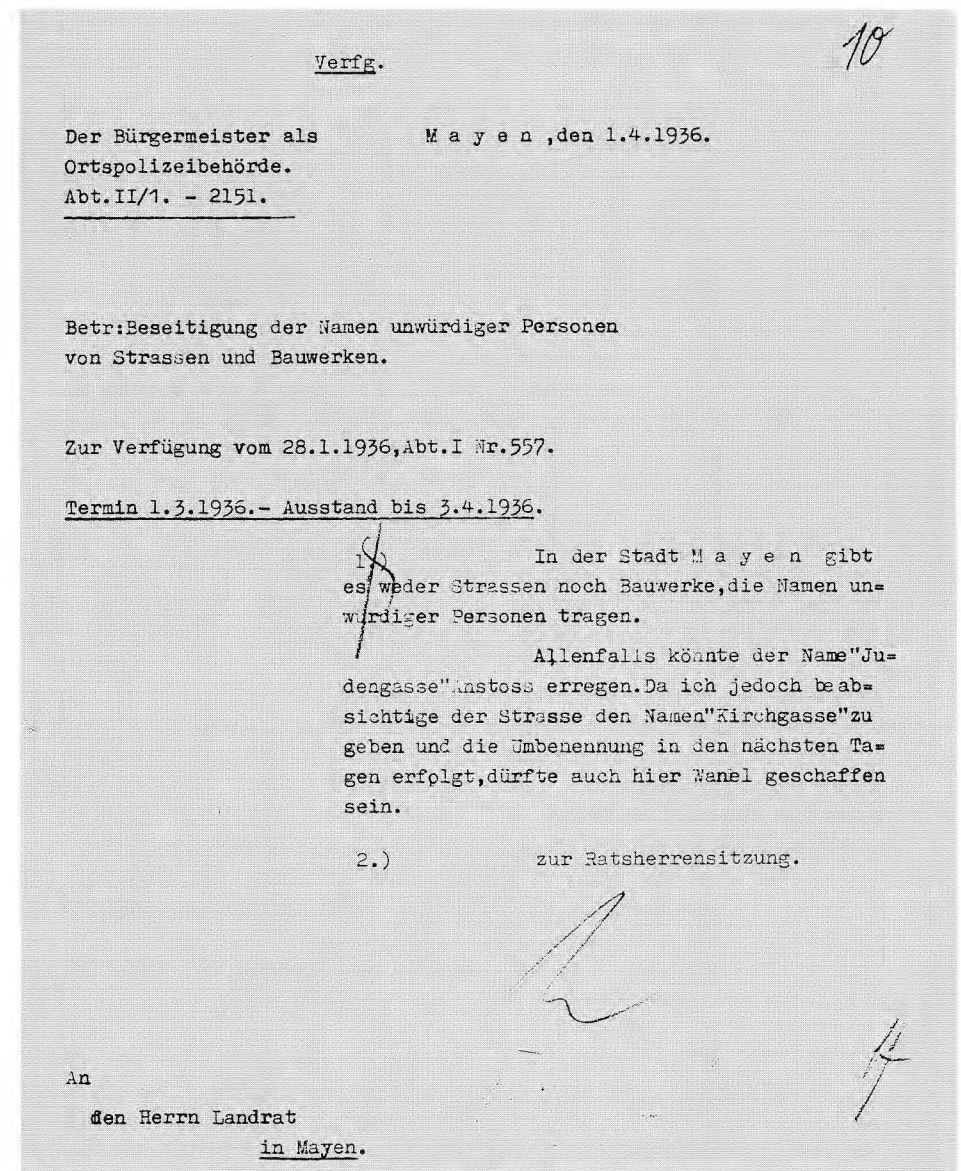 10
Verfg.
Der Bürgermeister als M a y e n ,den 1.4.1936.
Ortspolizeibehörde.
Abt.II/1. - 2151.
Betr:Beseitigung der Namen unwürdiger Personen
von Strassen und Bauwerken.
Zur Verfügung vom 28.1.1936,Abt.I Nr.557.
Termin 1.3.1936.- Ausstand bis 3.4.1936.
1.) In der Stadt M a y e n gibt
es weder Strassen noch Bauwerke,die Namen un=
würdiger Personen tragen.
Allenfalls könnte der Name"Ju=
dengasse"Anstoss erregen.Da ich jedoch beab=
sichtige der Strasse den Namen"Kirchgasse"zu
geben und die Umbenennung in den nächsten Ta=
gen erfolgt,dürfte auch hier Wanel geschaffen
sein.
2.) zur Ratsherrensitzung.
An
den Herrn Landrat
in Mayen.